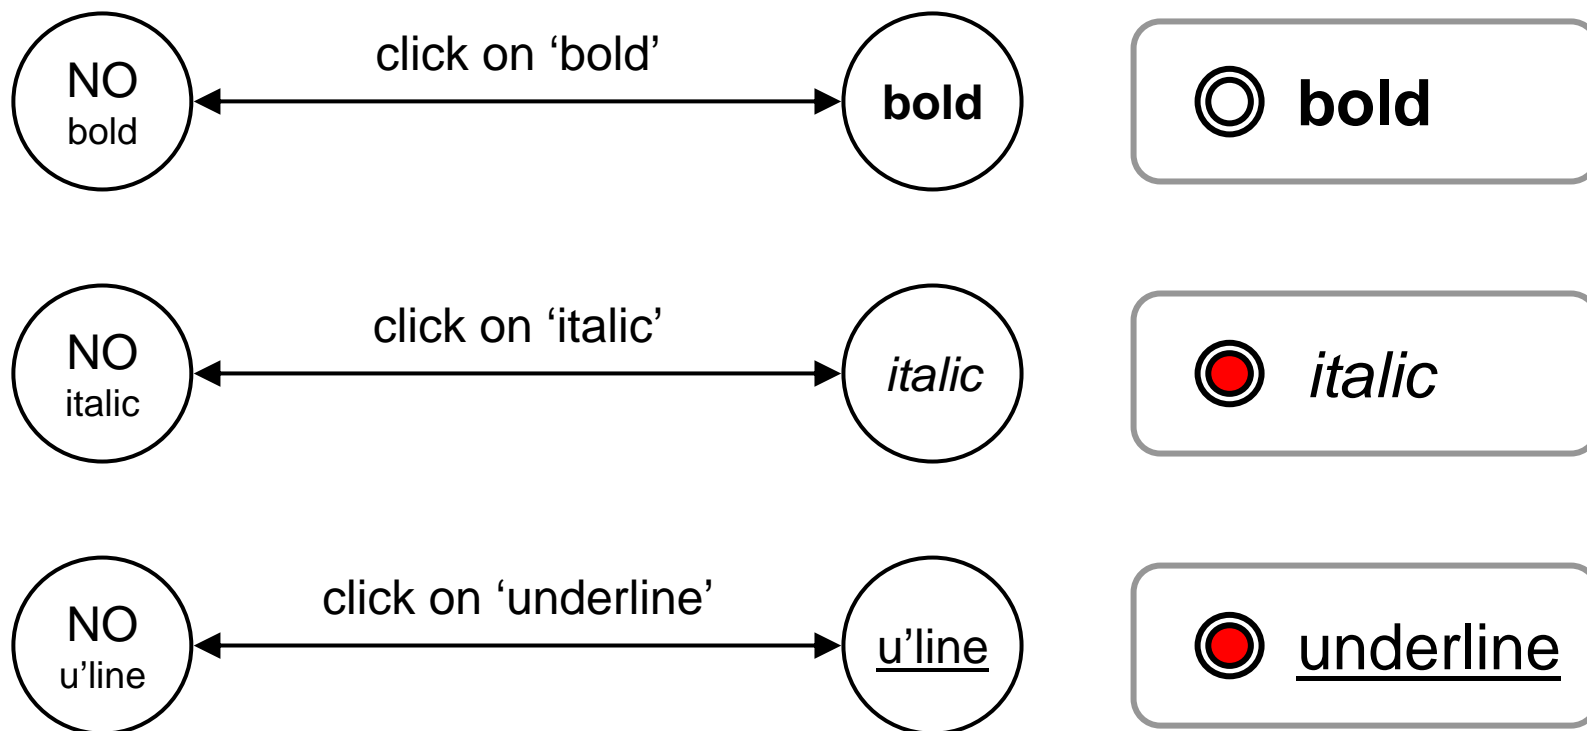 click on ‘bold’
NO
bold
bold
bold
click on ‘italic’
NO
italic
italic
italic
click on ‘underline’
NO
u’line
u’line
underline